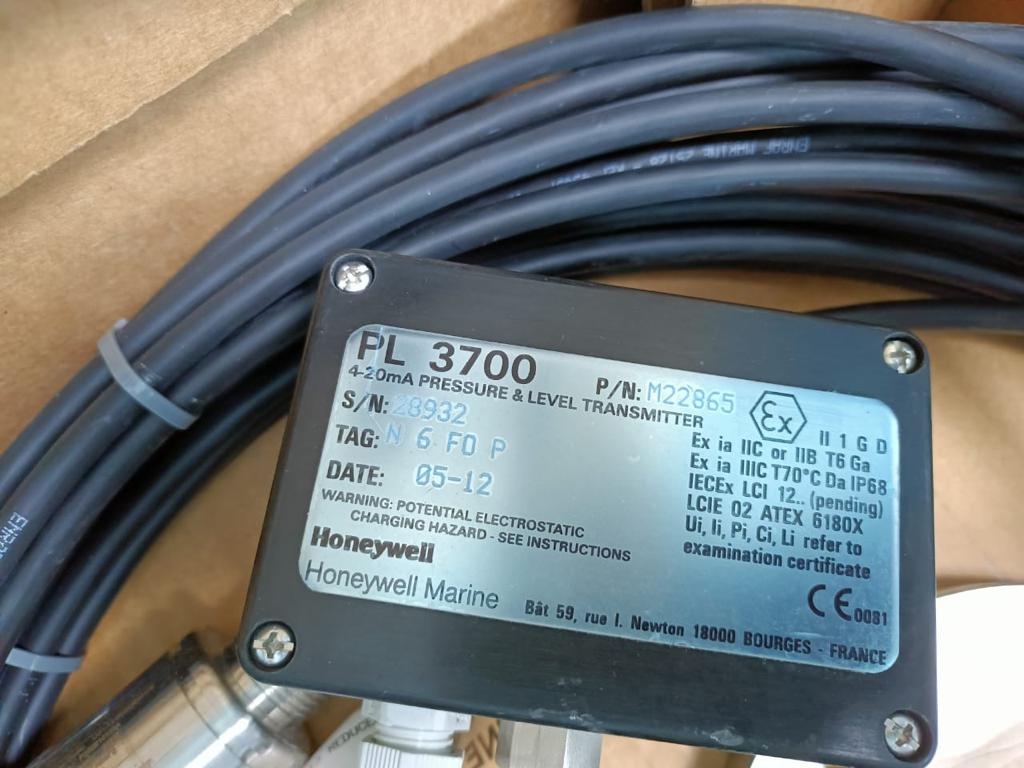 PL 3700
4-20mA PRESSURE & LEVEL TRANSMITTER
P/N: M22865
S/N: 28932
TAG: N 6 FO P
DATE: 05-12
WARNING: POTENTIAL ELECTROSTATIC
CHARGING HAZARD - SEE INSTRUCTIONS
Honeywell
Honeywell Marine
Ex
II 1 G D
Ex ia IIC or IIB T6 Ga
Ex ia IIIC T70°C Da IP68
IECEx LCI 12.. (pending)
LCIE 02 ATEX 6180X
Ui, Ii, Pi, Ci, Li refer to
examination certificate
CE 0081
Bât 59, rue I. Newton 18000 BOURGES - FRANCE
ENRAF MARINE